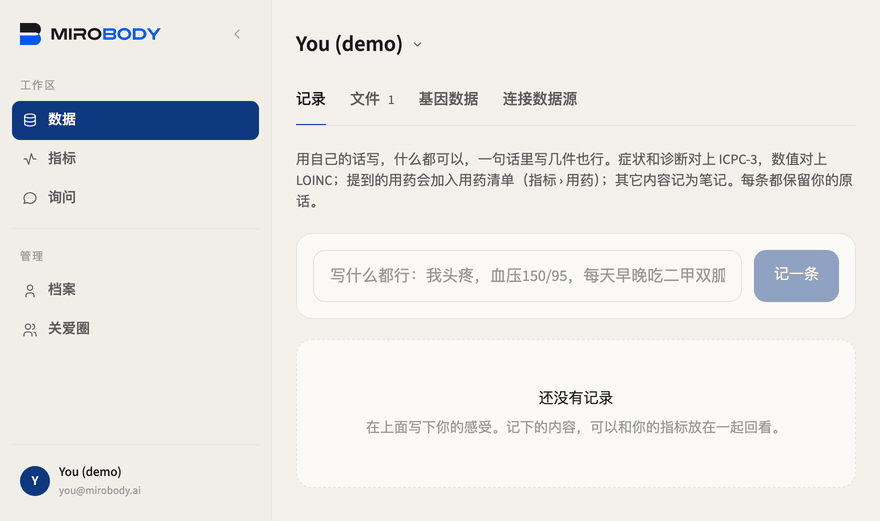 MIROBODY
工作区
数据
指标
询问
管理
档案
关爱圈
Y
You (demo)
you@mirobody.ai
You (demo)
记录
文件 1
基因数据
连接数据源
用自己的话写，什么都可以，一句话里写几件也行。症状和诊断对上 ICPC-3，数值对上
LOINC；提到的用药会加入用药清单（指标 › 用药）；其它内容记为笔记。每条都保留你的原
话。
写什么都行：我头疼，血压150/95，每天早晚吃二甲双胍
记一条
还没有记录
在上面写下你的感受。记下的内容，可以和你的指标放在一起回看。